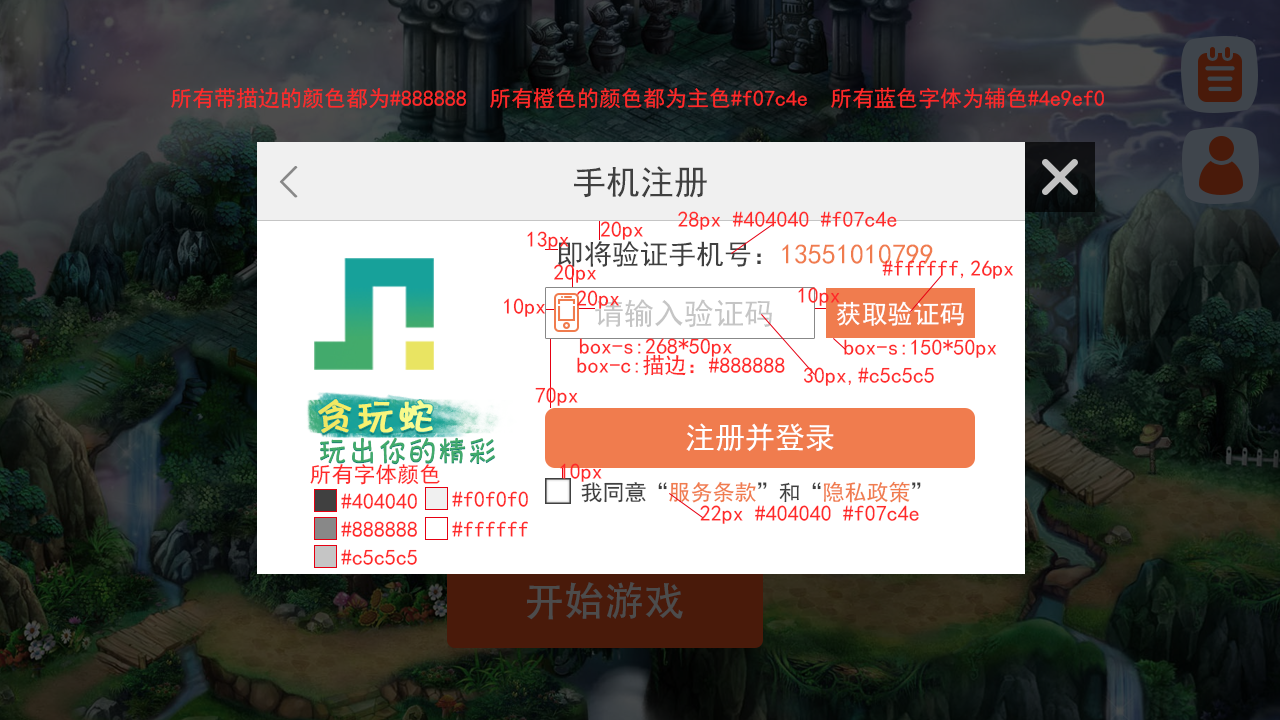 所有带描边的颜色都为#888888 所有橙色的颜色都为主色#f07c4e 所有蓝色字体为辅色#4e9ef0
手机注册
28px #404040 #f07c4e
13px
20px
即将验证手机号：13551010799
20px
#ffffff,26px
10px
20px
请输入验证码
10px
获取验证码
box-s:268*50px
box-s:150*50px
box-c:描边：#888888
30px,#c5c5c5
70px
贪玩蛇
玩出你的精彩
注册并登录
所有字体颜色
10px
#404040 #f0f0f0
我同意“服务条款”和“隐私政策”
22px #404040 #f07c4e
#888888 #ffffff
#c5c5c5
开始游戏